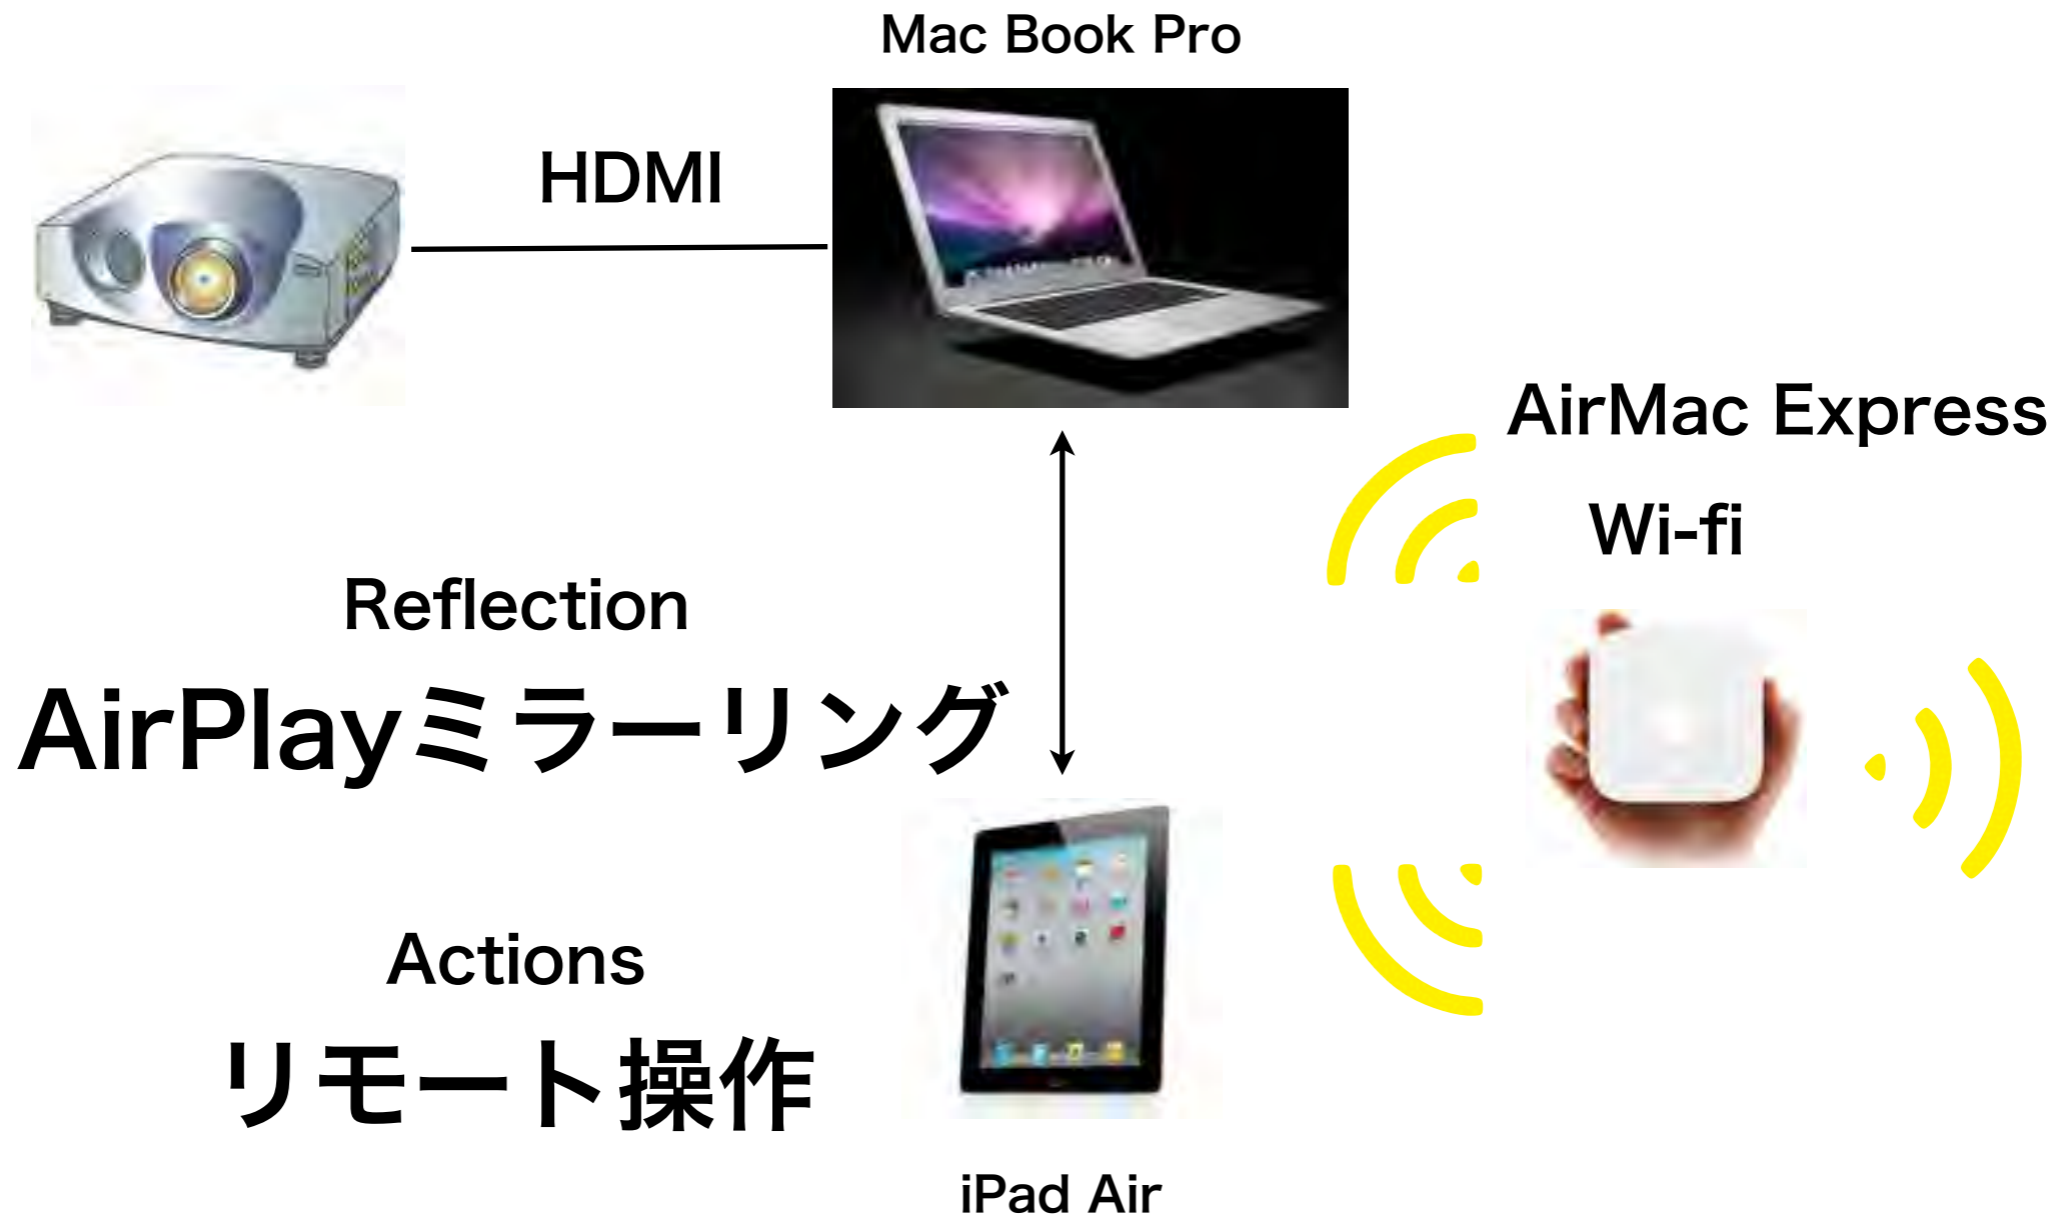 Mac Book Pro
HDMI
AirMac Express
Wi-fi
Reflection
AirPlayミラーリング
Actions
リモート操作
iPad Air